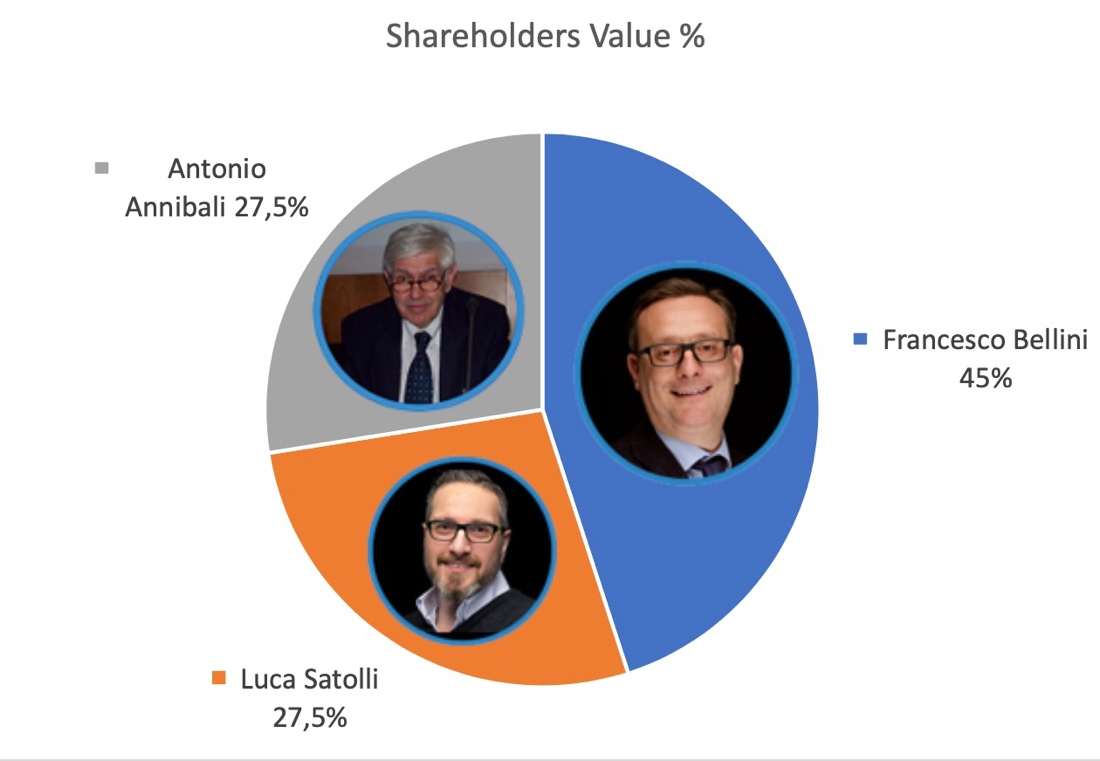 Shareholders Value %
Antonio
Annibali 27,5%
Francesco Bellini
45%
Luca Satolli
27,5%